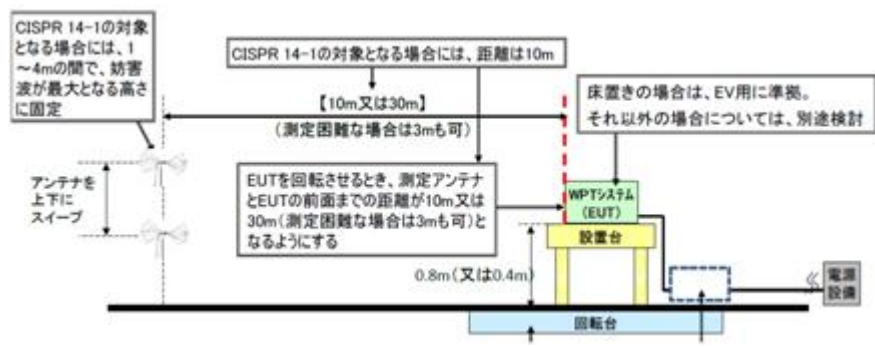 CISPR 14-1の対象
となる場合には、1
～4mの間で、妨害
波が最大となる高さ
に固定
CISPR 14-1の対象となる場合には、距離は10m
【10m又は30m】
(測定困難な場合は3mも可)
床置きの場合は、EV用に準拠。
それ以外の場合については、別途検討
アンテナを
上下に
スイープ
EUTを回転させるとき、測定アンテナ
とEUTの前面までの距離が10m又は
30m(測定困難な場合は3mも可)と
なるようにする
WPTシステム
(EUT)
設置台
0.8m(又は0.4m)
電源
設備
回転台